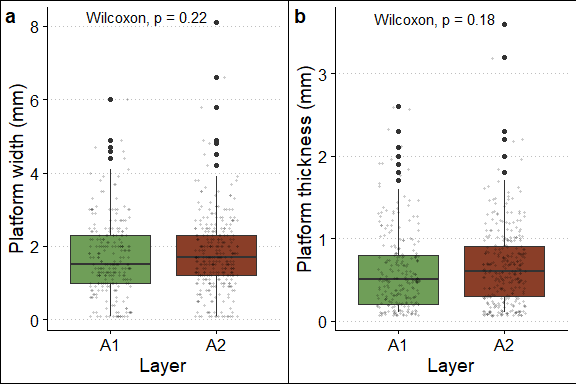 a
Wilcoxon, p = 0.22
Platform width (mm)
8
6
4
2
0
A1 A2
Layer
b
Wilcoxon, p = 0.18
Platform thickness (mm)
3
2
1
0
A1 A2
Layer